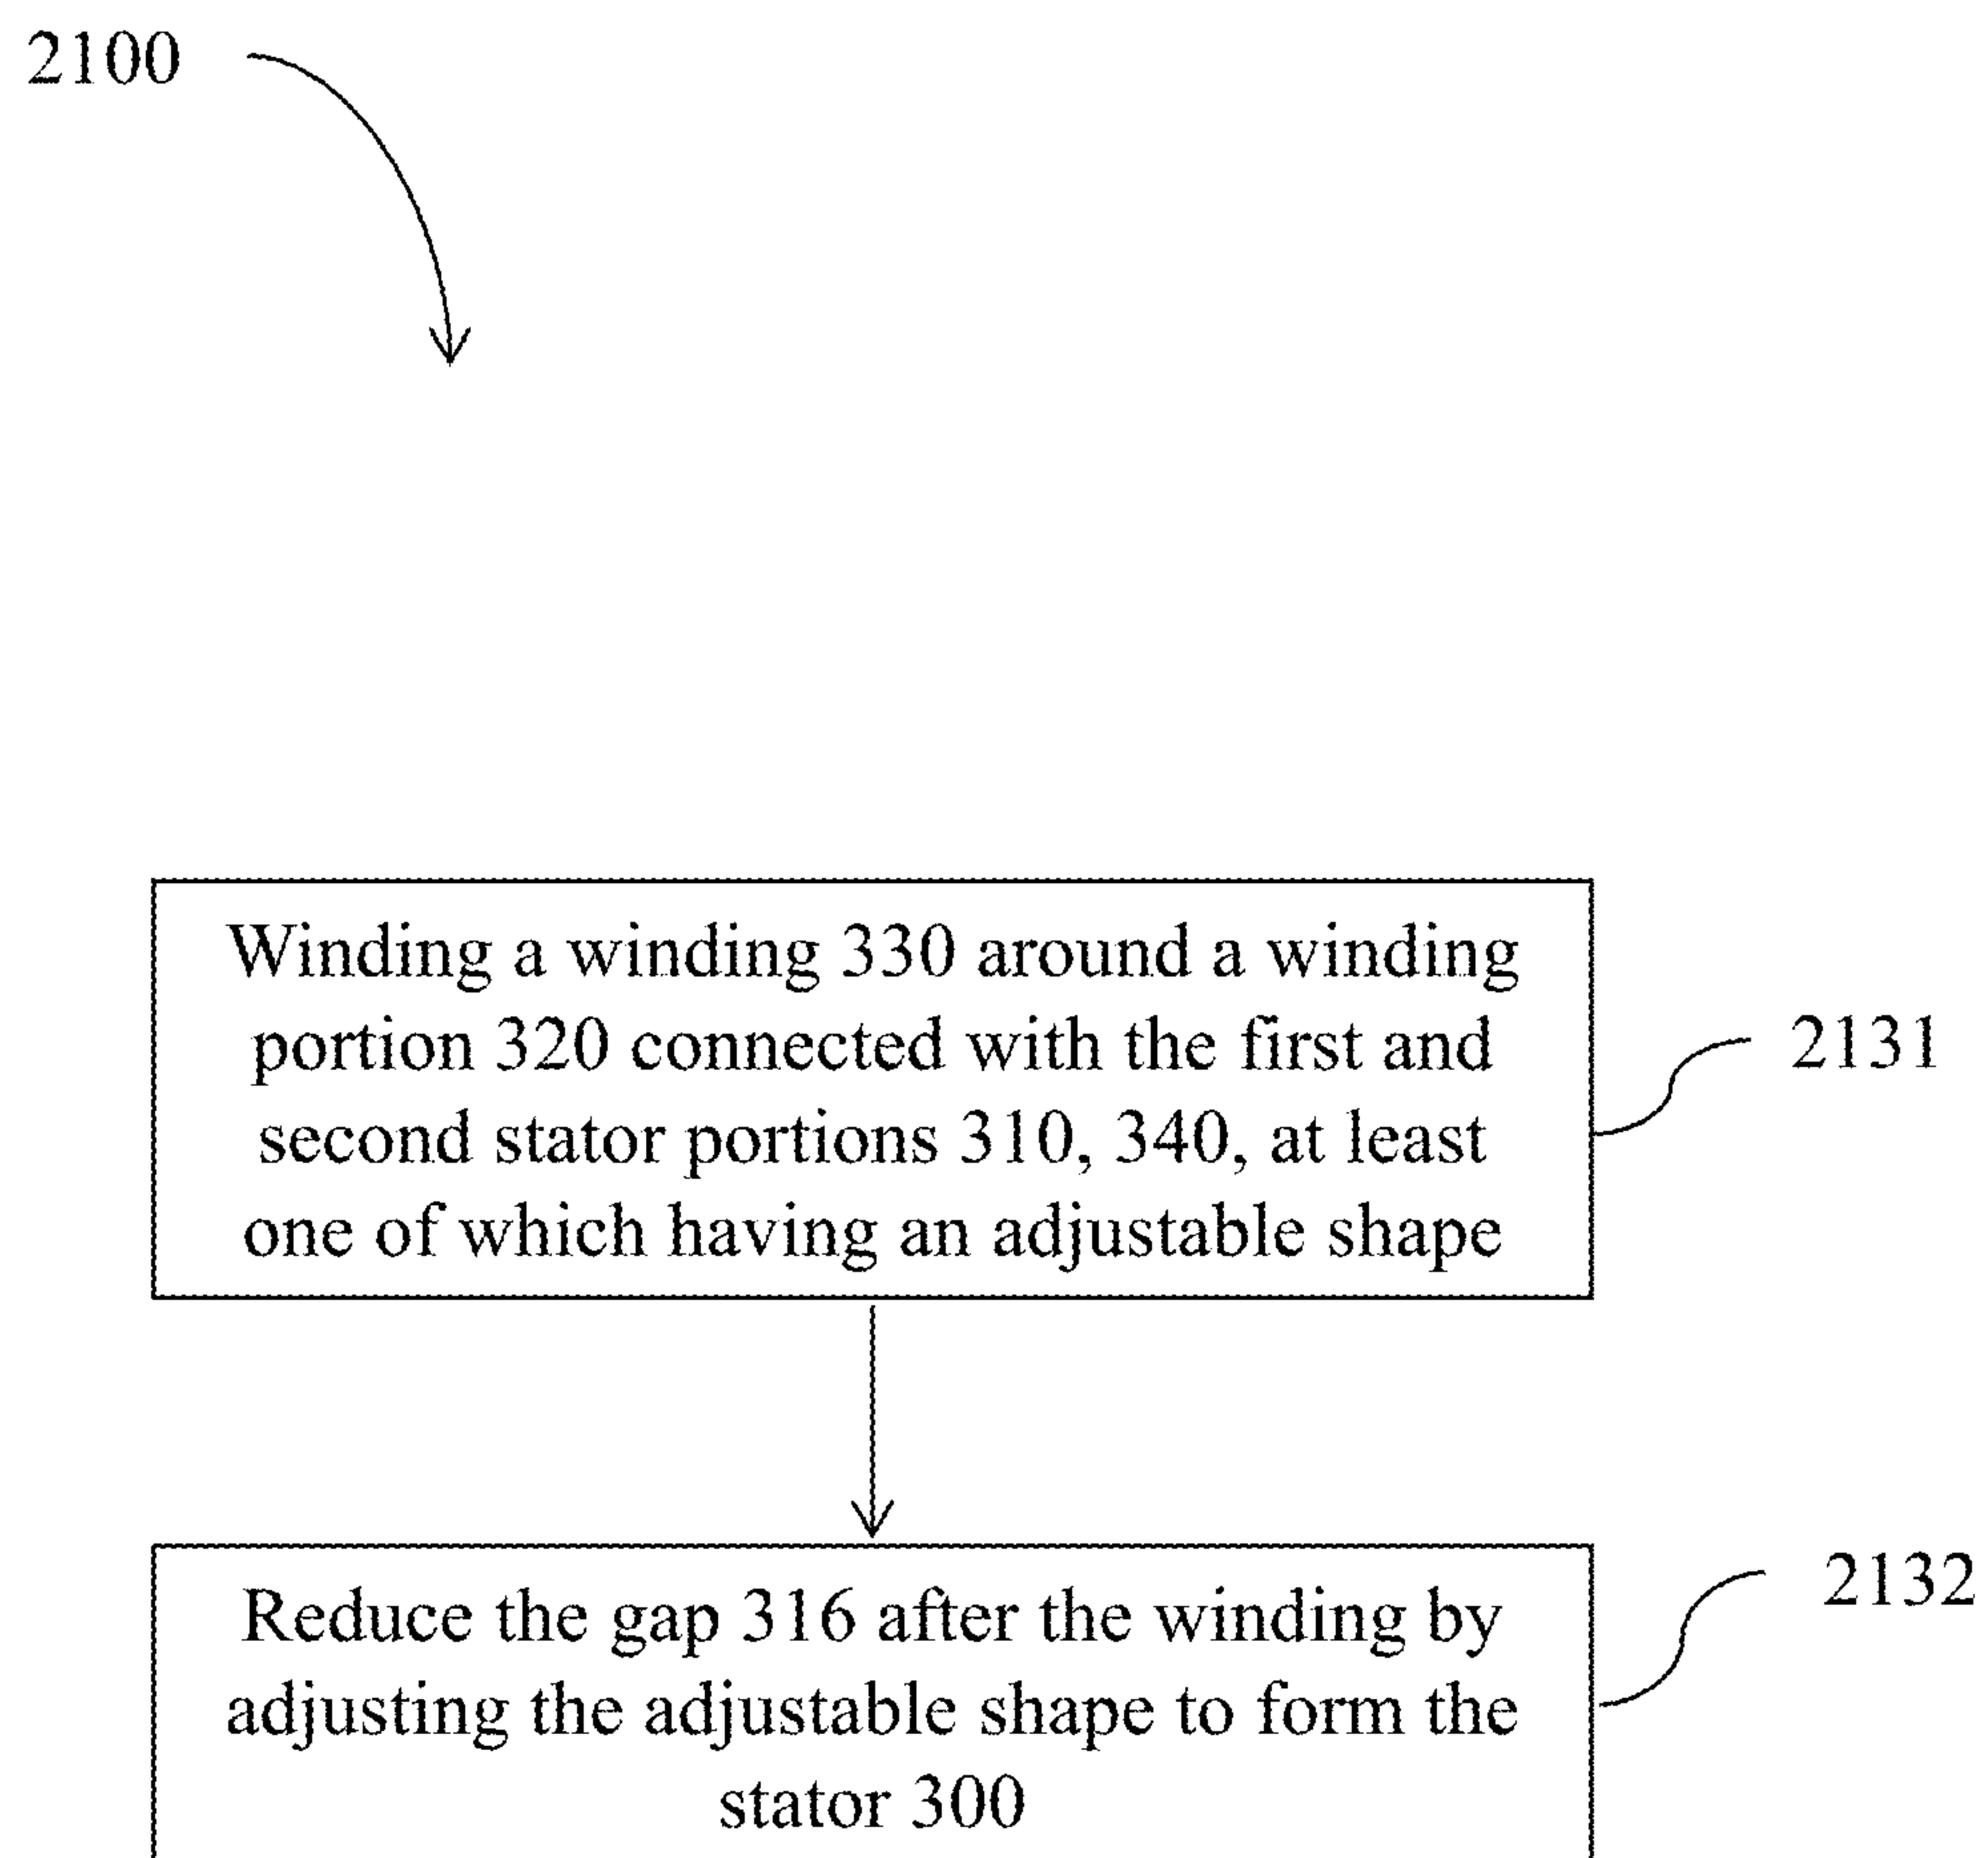 2100
Winding a winding 330 around a winding
portion 320 connected with the first and
second stator portions 310, 340, at least
one of which having an adjustable shape
2131
Reduce the gap 316 after the winding by
adjusting the adjustable shape to form the
stator 300
2132